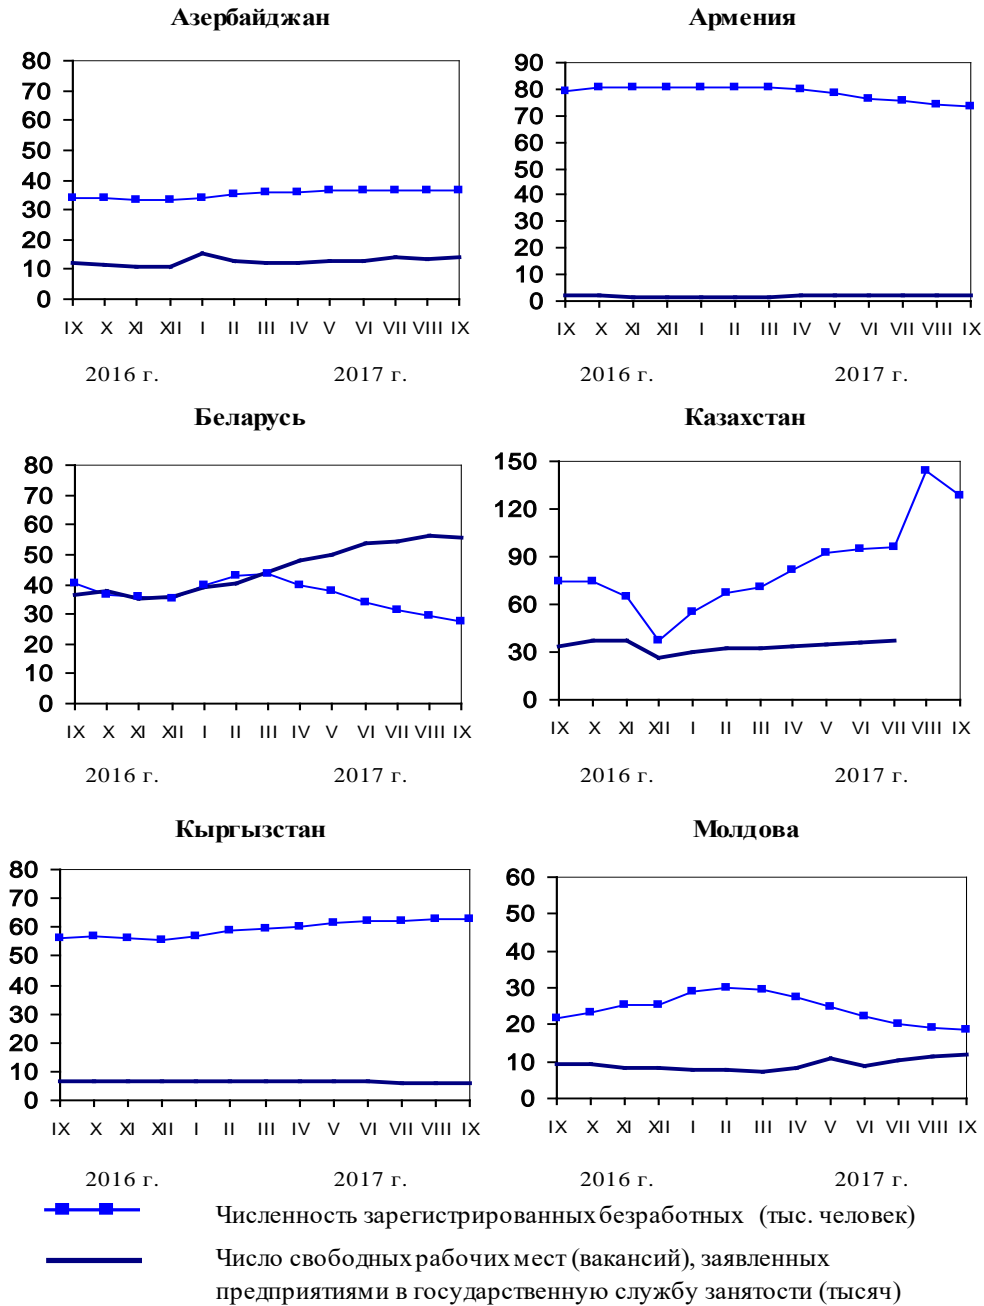 Азербайджан
80
70
60
50
40
30
20
10
0
IX X XI XII I II III IV V VI VII VIII IX
2016 г. 2017 г.
Армения
90
80
70
60
50
40
30
20
10
0
IX X XI XII I II III IV V VI VII VIII IX
2016 г. 2017 г.
Беларусь
80
70
60
50
40
30
20
10
0
IX X XI XII I II III IV V VI VII VIII IX
2016 г. 2017 г.
Казахстан
150
120
90
60
30
0
IX X XI XII I II III IV V VI VII VIII IX
2016 г. 2017 г.
Кыргызстан
80
70
60
50
40
30
20
10
0
IX X XI XII I II III IV V VI VII VIII IX
2016 г. 2017 г.
Молдова
60
50
40
30
20
10
0
IX X XI XII I II III IV V VI VII VIII IX
2016 г. 2017 г.
Численность зарегистрированных безработных (тыс. человек)
Число свободных рабочих мест (вакансий), заявленных
предприятиями в государственную службу занятости (тысяч)